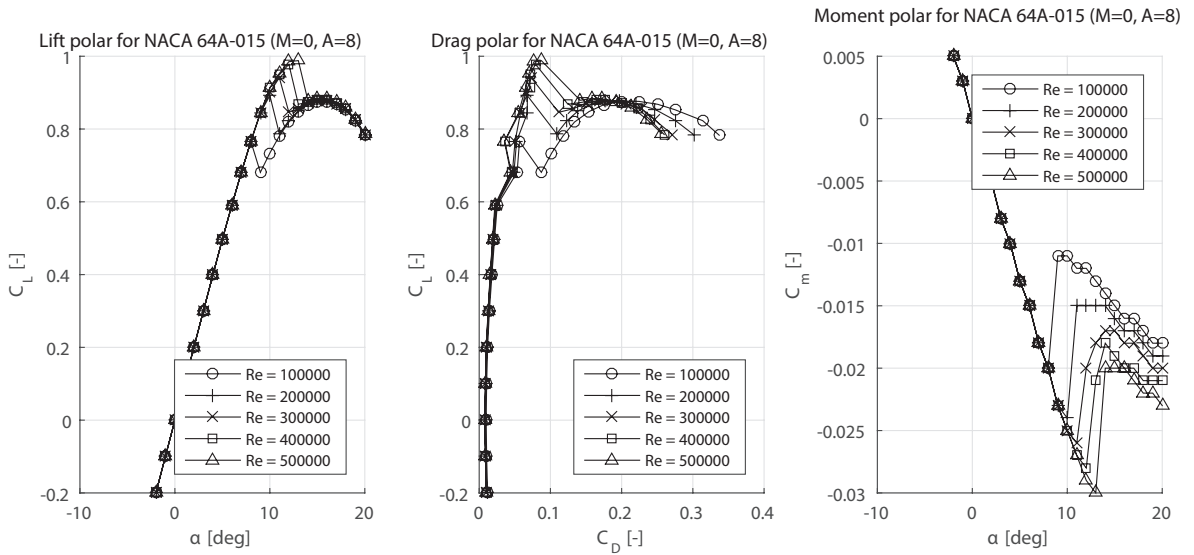 Lift polar for NACA 64A-015 (M=0, A=8)
1
0.8
0.6
0.4
0.2
0
-0.2
-10
0
10
20
C_L [-]
α [deg]
Re = 100000
Re = 200000
Re = 300000
Re = 400000
Re = 500000
Drag polar for NACA 64A-015 (M=0, A=8)
1
0.8
0.6
0.4
0.2
0
-0.2
0
0.1
0.2
0.3
0.4
C_L [-]
C_D [-]
Re = 100000
Re = 200000
Re = 300000
Re = 400000
Re = 500000
Moment polar for NACA 64A-015 (M=0, A=8)
0.005
0
-0.005
-0.01
-0.015
-0.02
-0.025
-0.03
-10
0
10
20
C_m [-]
α [deg]
Re = 100000
Re = 200000
Re = 300000
Re = 400000
Re = 500000